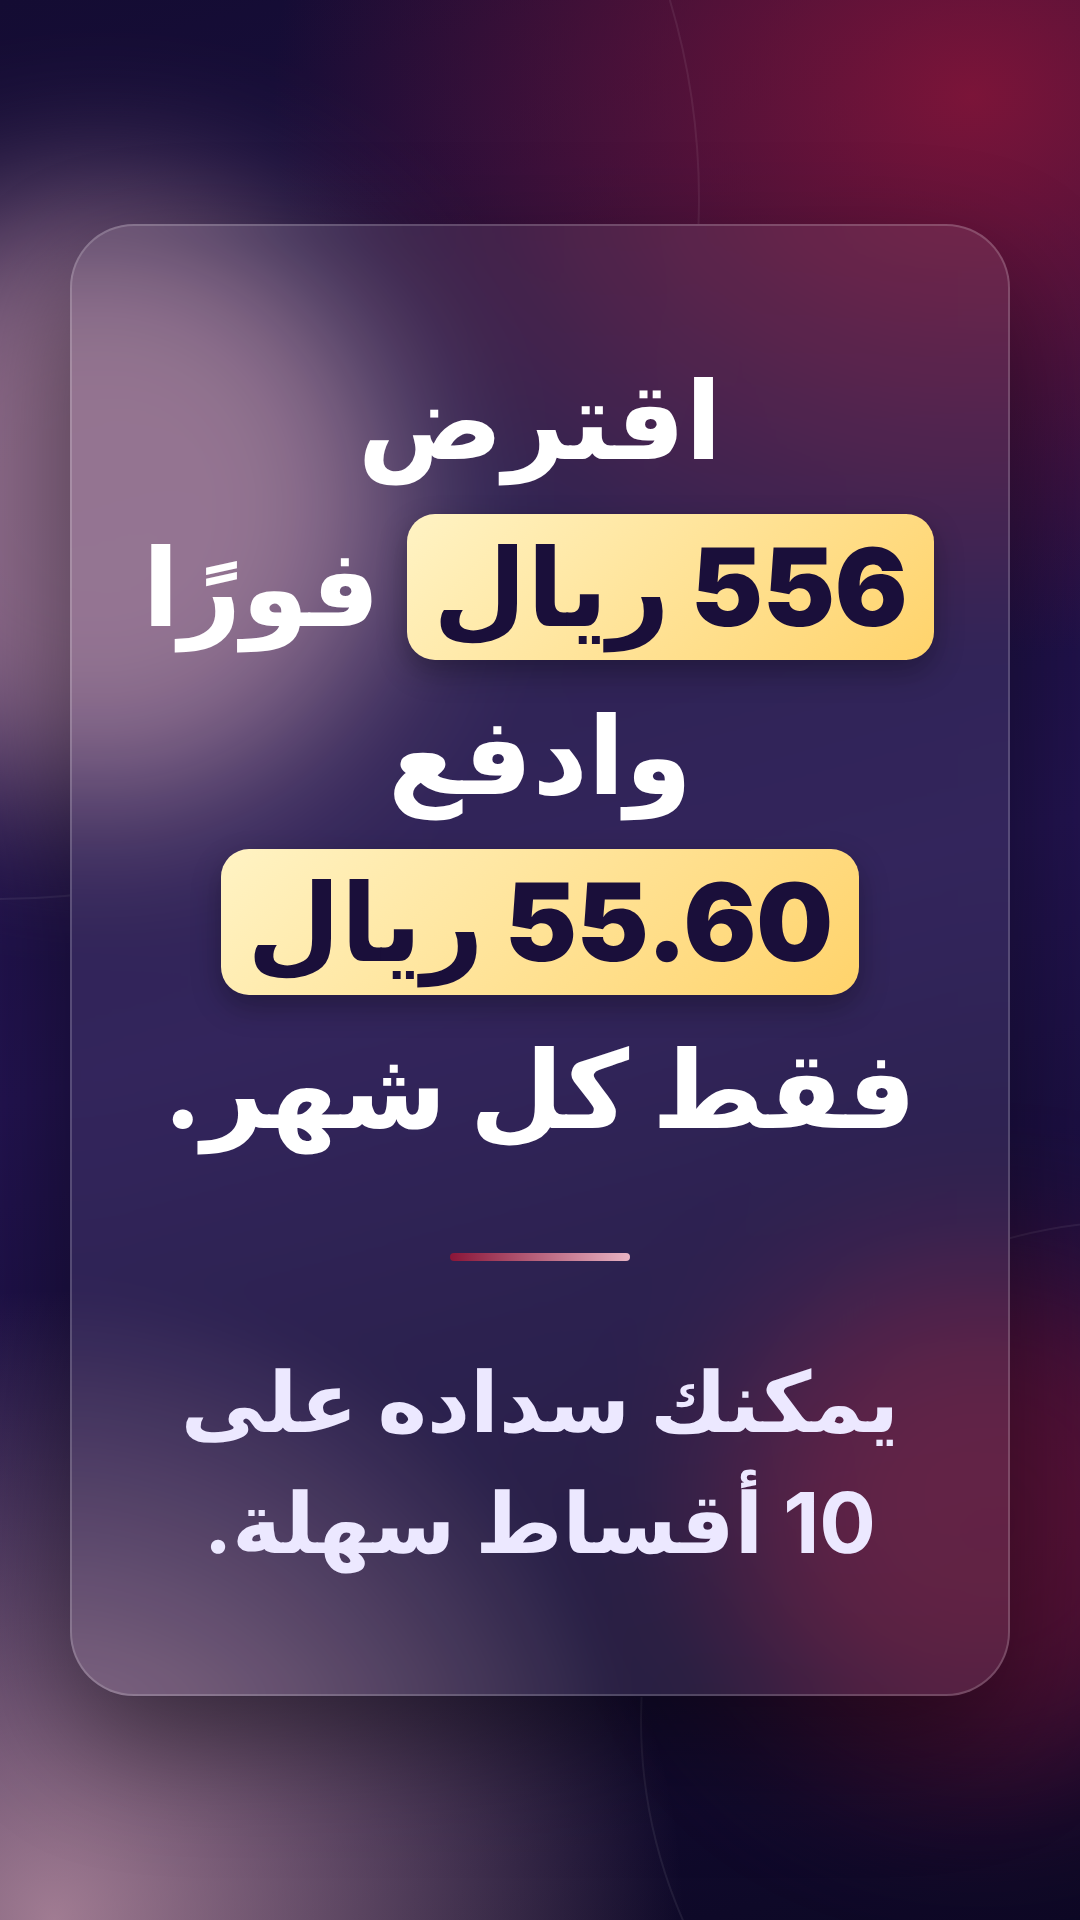 اقترض
556 ريال فورًا
وادفع
55.60 ريال
فقط كل شهر.
يمكنك سداده على
10 أقساط سهلة.